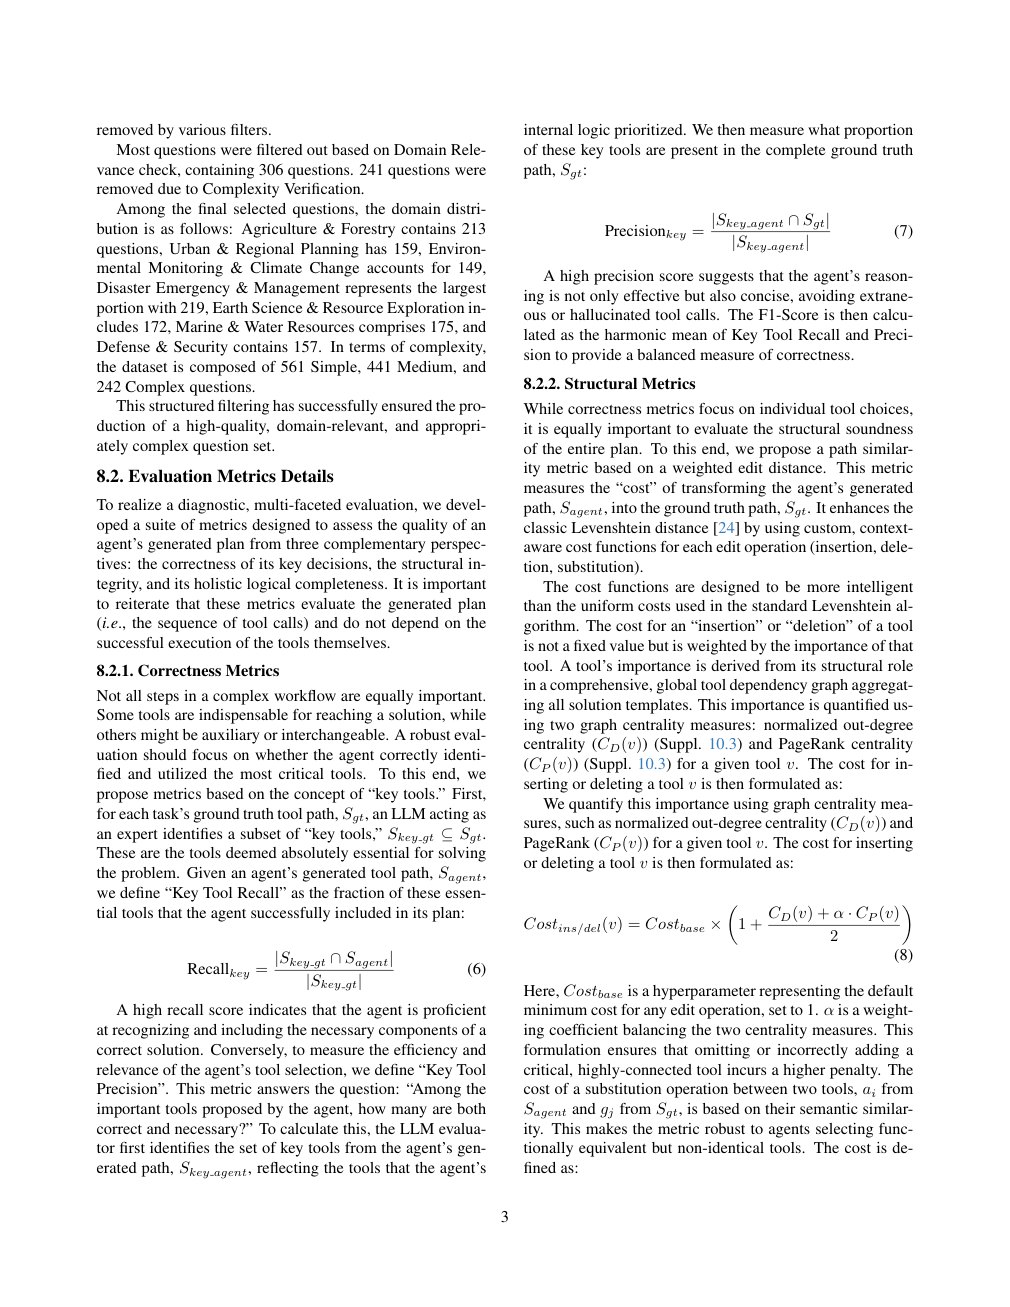 removed by various filters.
Most questions were filtered out based on Domain Rele-
vance check, containing 306 questions. 241 questions were
removed due to Complexity Verification.
Among the final selected questions, the domain distri-
bution is as follows: Agriculture & Forestry contains 213
questions, Urban & Regional Planning has 159, Environ-
mental Monitoring & Climate Change accounts for 149,
Disaster Emergency & Management represents the largest
portion with 219, Earth Science & Resource Exploration in-
cludes 172, Marine & Water Resources comprises 175, and
Defense & Security contains 157. In terms of complexity,
the dataset is composed of 561 Simple, 441 Medium, and
242 Complex questions.
This structured filtering has successfully ensured the pro-
duction of a high-quality, domain-relevant, and appropri-
ately complex question set.
8.2. Evaluation Metrics Details
To realize a diagnostic, multi-faceted evaluation, we devel-
oped a suite of metrics designed to assess the quality of an
agent's generated plan from three complementary perspec-
tives: the correctness of its key decisions, the structural in-
tegrity, and its holistic logical completeness. It is important
to reiterate that these metrics evaluate the generated plan
(i.e., the sequence of tool calls) and do not depend on the
successful execution of the tools themselves.
8.2.1. Correctness Metrics
Not all steps in a complex workflow are equally important.
Some tools are indispensable for reaching a solution, while
others might be auxiliary or interchangeable. A robust eval-
uation should focus on whether the agent correctly identi-
fied and utilized the most critical tools. To this end, we
propose metrics based on the concept of "key tools." First,
for each task's ground truth tool path, S_gt, an LLM acting as
an expert identifies a subset of "key tools," S_key_gt ⊆ S_gt.
These are the tools deemed absolutely essential for solving
the problem. Given an agent's generated tool path, S_agent,
we define "Key Tool Recall" as the fraction of these essen-
tial tools that the agent successfully included in its plan:
Recall_key = |S_key_gt ∩ S_agent| / |S_key_gt| (6)
A high recall score indicates that the agent is proficient
at recognizing and including the necessary components of a
correct solution. Conversely, to measure the efficiency and
relevance of the agent's tool selection, we define "Key Tool
Precision". This metric answers the question: "Among the
important tools proposed by the agent, how many are both
correct and necessary?" To calculate this, the LLM evalua-
tor first identifies the set of key tools from the agent's gen-
erated path, S_key_agent, reflecting the tools that the agent's
internal logic prioritized. We then measure what proportion
of these key tools are present in the complete ground truth
path, S_gt:
Precision_key = |S_key_agent ∩ S_gt| / |S_key_agent| (7)
A high precision score suggests that the agent's reason-
ing is not only effective but also concise, avoiding extrane-
ous or hallucinated tool calls. The F1-Score is then calcu-
lated as the harmonic mean of Key Tool Recall and Preci-
sion to provide a balanced measure of correctness.
8.2.2. Structural Metrics
While correctness metrics focus on individual tool choices,
it is equally important to evaluate the structural soundness
of the entire plan. To this end, we propose a path similar-
ity metric based on a weighted edit distance. This metric
measures the "cost" of transforming the agent's generated
path, S_agent, into the ground truth path, S_gt. It enhances the
classic Levenshtein distance [24] by using custom, context-
aware cost functions for each edit operation (insertion, dele-
tion, substitution).
The cost functions are designed to be more intelligent
than the uniform costs used in the standard Levenshtein al-
gorithm. The cost for an "insertion" or "deletion" of a tool
is not a fixed value but is weighted by the importance of that
tool. A tool's importance is derived from its structural role
in a comprehensive, global tool dependency graph aggregat-
ing all solution templates. This importance is quantified us-
ing two graph centrality measures: normalized out-degree
centrality (C_D(v)) (Suppl. 10.3) and PageRank centrality
(C_P(v)) (Suppl. 10.3) for a given tool v. The cost for in-
serting or deleting a tool v is then formulated as:
We quantify this importance using graph centrality mea-
sures, such as normalized out-degree centrality (C_D(v)) and
PageRank (C_P(v)) for a given tool v. The cost for inserting
or deleting a tool v is then formulated as:
Cost_ins/del(v) = Cost_base × (1 + (C_D(v) + α · C_P(v)) / 2)
(8)
Here, Cost_base is a hyperparameter representing the default
minimum cost for any edit operation, set to 1. α is a weight-
ing coefficient balancing the two centrality measures. This
formulation ensures that omitting or incorrectly adding a
critical, highly-connected tool incurs a higher penalty. The
cost of a substitution operation between two tools, a_i from
S_agent and g_j from S_gt, is based on their semantic similar-
ity. This makes the metric robust to agents selecting func-
tionally equivalent but non-identical tools. The cost is de-
fined as:
3